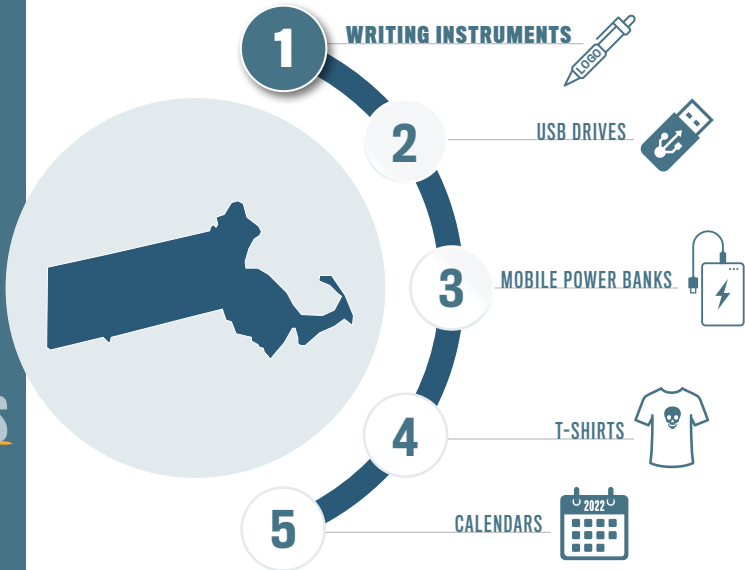 1 WRITING INSTRUMENTS
LOGO
2 USB DRIVES
3 MOBILE POWER BANKS
4 T-SHIRTS
5 CALENDARS
2022
S